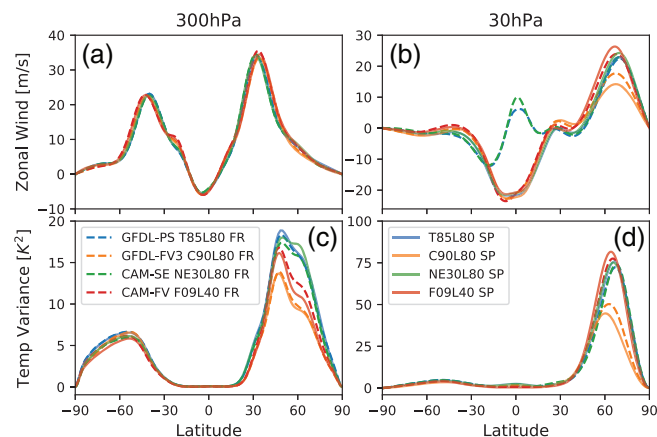 300hPa
30hPa
Zonal Wind [m/s]
(a)
(b)
40
30
20
10
0
−10
40
30
20
10
0
−10
−20
Temp Variance [K²]
(c)
(d)
20
15
10
5
0
100
75
50
25
0
GFDL-PS T85L80 FR
GFDL-FV3 C90L80 FR
CAM-SE NE30L80 FR
CAM-FV F09L40 FR
T85L80 SP
C90L80 SP
NE30L80 SP
F09L40 SP
−90 −60 −30 0 30 60 90
−90 −60 −30 0 30 60 90
Latitude
Latitude